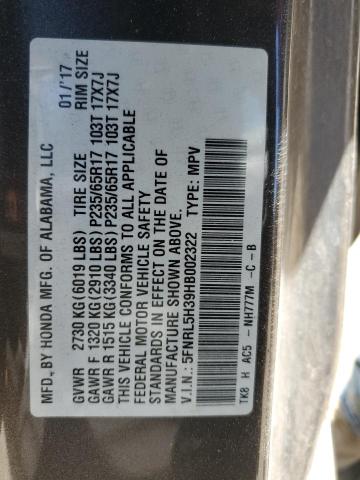 MFD. BY HONDA MFG. OF ALABAMA, LLC 01/'17
GVWR 2730 KG (6019 LBS) TIRE SIZE RIM SIZE
GAWR F 1320 KG (2910 LBS) P235/65R17 103T 17X7J
GAWR R 1515 KG (3340 LBS) P235/65R17 103T 17X7J
THIS VEHICLE CONFORMS TO ALL APPLICABLE
FEDERAL MOTOR VEHICLE SAFETY
STANDARDS IN EFFECT ON THE DATE OF
MANUFACTURE SHOWN ABOVE.
V.I.N.: 5FNRL5H39HB002322 TYPE: MPV
TK8 H AC5 - NH777M -C-B